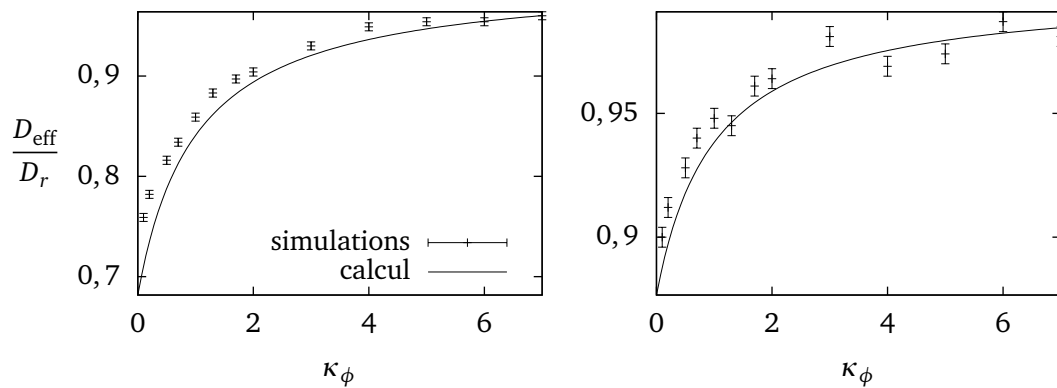 0,9
0,8
0,7
D_eff
D_r
simulations
calcul
0 2 4 6
κ_ϕ
0,95
0,9
0 2 4 6
κ_ϕ